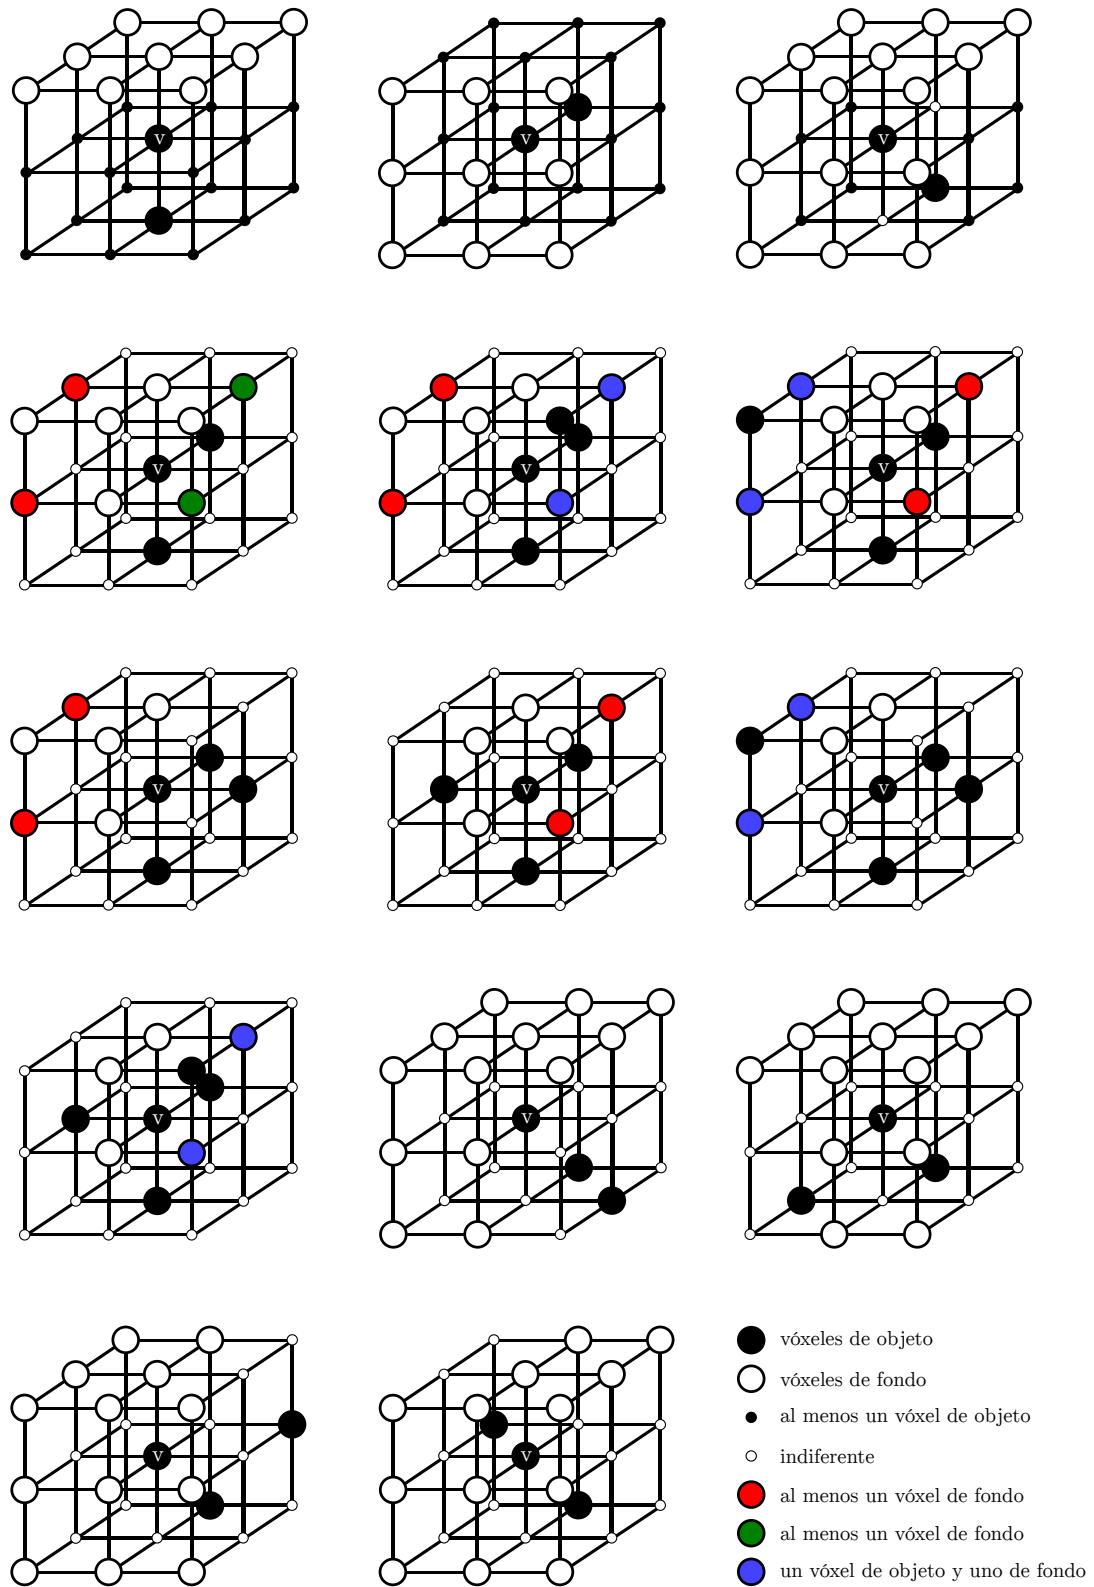 v
v
v
v
v
v
v
v
v
v
v
v
v
v
vóxeles de objeto
vóxeles de fondo
al menos un vóxel de objeto
indiferente
al menos un vóxel de fondo
al menos un vóxel de fondo
un vóxel de objeto y uno de fondo